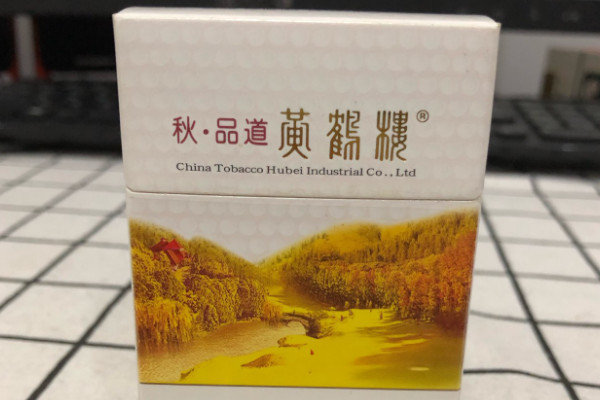 秋·品道 黄鹤楼®
China Tobacco Hubei Industrial Co., Ltd